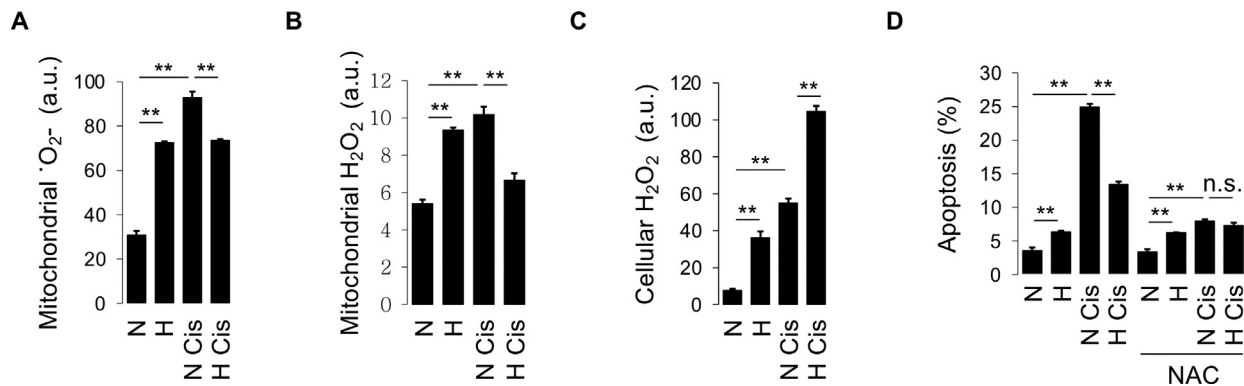 A
Mitochondrial ˙O₂- (a.u.)
100
80
60
40
20
0
**
**
**
N
H
N Cis
H Cis
B
Mitochondrial H₂O₂ (a.u.)
12
10
8
6
4
2
0
**
**
**
N
H
N Cis
H Cis
C
Cellular H₂O₂ (a.u.)
120
100
80
60
40
20
0
**
**
**
N
H
N Cis
H Cis
D
Apoptosis (%)
30
25
20
15
10
5
0
**
**
**
**
**
n.s.
N
H
N Cis
H Cis
N
H
N Cis
H Cis
NAC